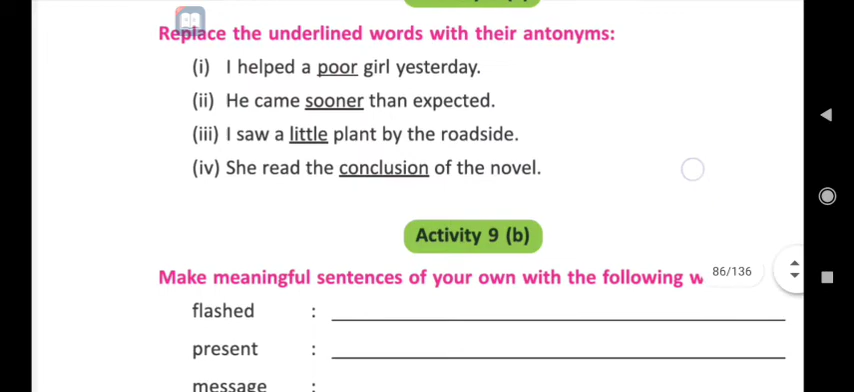 Replace the underlined words with their antonyms:
(i) I helped a poor girl yesterday.
(ii) He came sooner than expected.
(iii) I saw a little plant by the roadside.
(iv) She read the conclusion of the novel.
Activity 9 (b)
Make meaningful sentences of your own with the following
86/136
flashed :
present :
message :